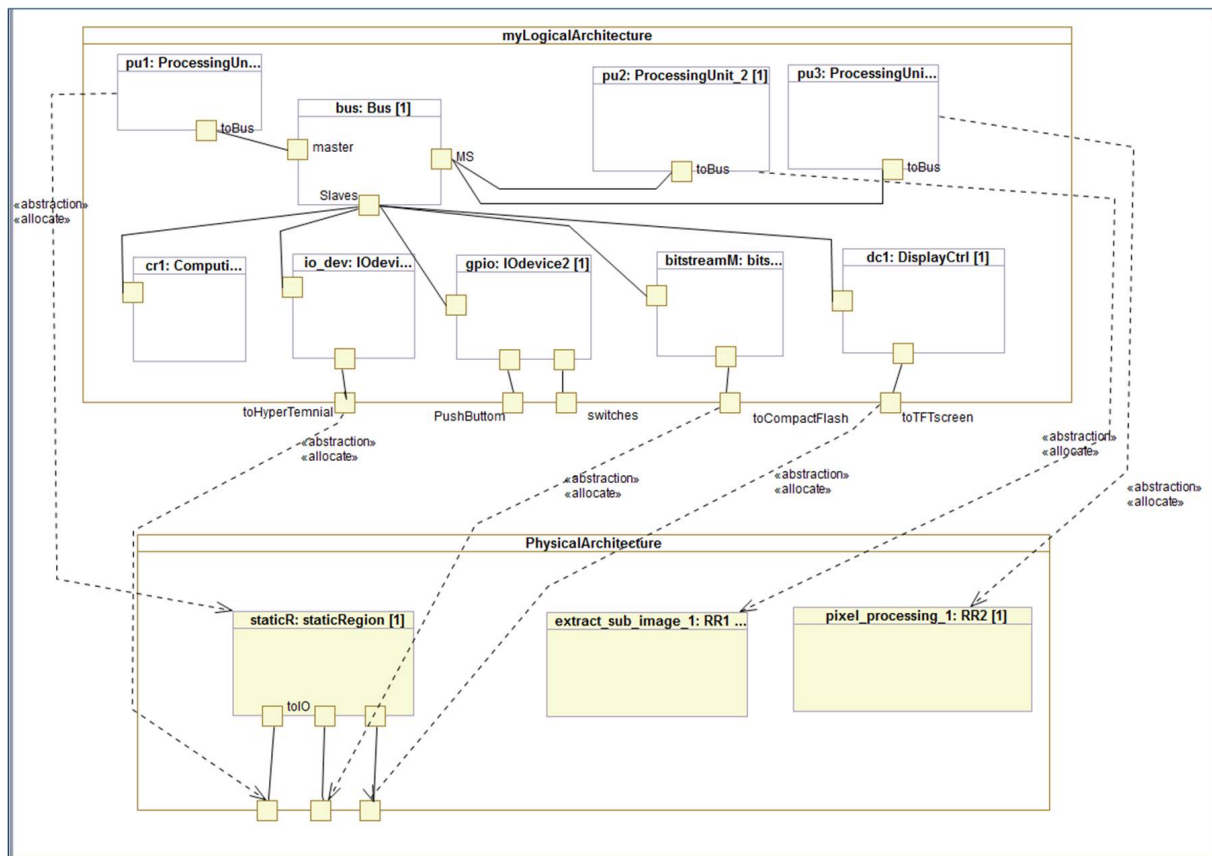 myLogicalArchitecture
pu1: ProcessingUn...
pu2: ProcessingUnit_2 [1]
pu3: ProcessingUni...
bus: Bus [1]
toBus
master
MS
toBus
toBus
Slaves
«abstraction»
«allocate»
cr1: Computi...
io_dev: IOdevi...
gpio: IOdevice2 [1]
bitstreamM: bits...
dc1: DisplayCtrl [1]
toHyperTemnial
PushButtom
switches
toCompactFlash
toTFTscreen
«abstraction»
«allocate»
«abstraction»
«allocate»
«abstraction»
«allocate»
«abstraction»
«allocate»
«abstraction»
«allocate»
PhysicalArchitecture
staticR: staticRegion [1]
extract_sub_image_1: RR1 ...
pixel_processing_1: RR2 [1]
toIO